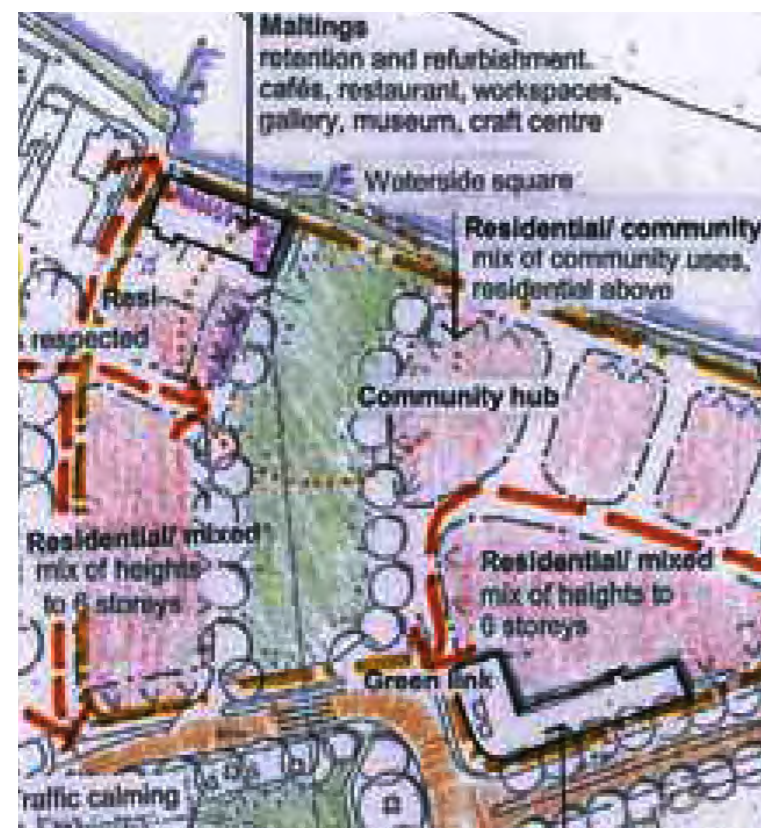 Maltings
retention and refurbishment.
cafés, restaurant, workspaces,
gallery, museum, craft centre
Waterside square
Residential/ community
mix of community uses,
residential above
Resi
respected
Community hub
Residential/ mixed
mix of heights
to 6 storeys
Residential/ mixed
mix of heights to
6 storeys
Green link
raffic calming